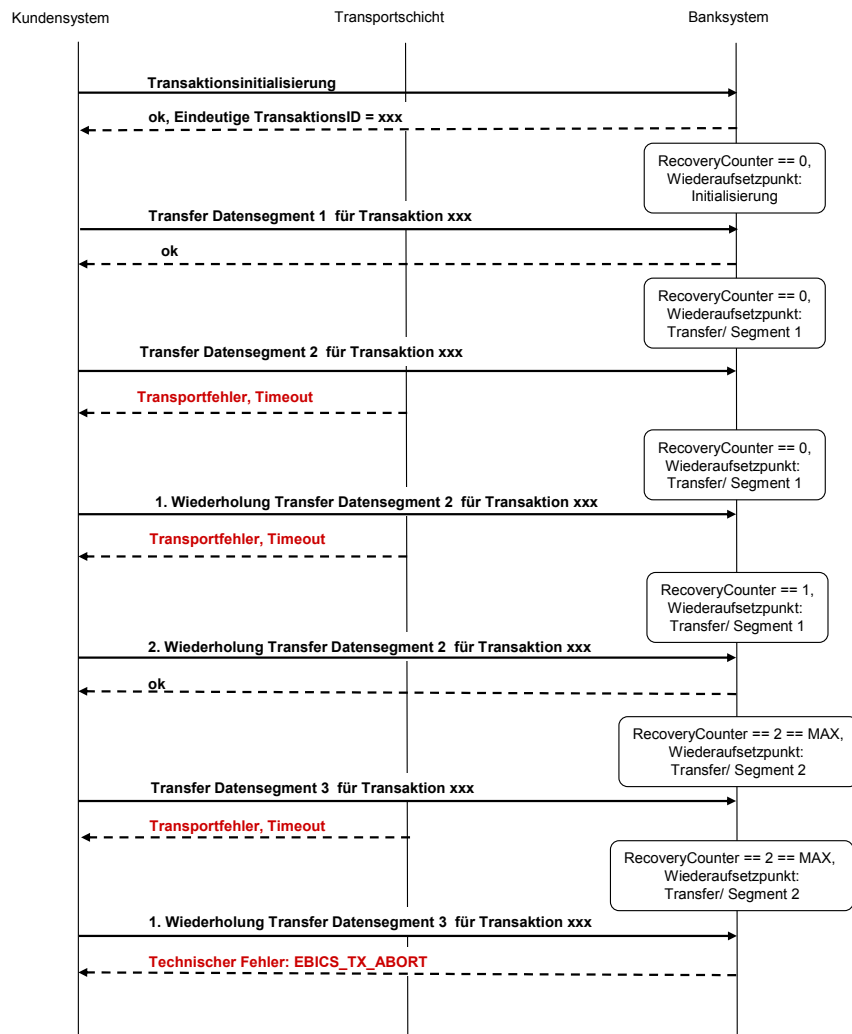 Kundensystem
Transportschicht
Banksystem
Transaktionsinitialisierung
ok, Eindeutige TransaktionsID = xxx
RecoveryCounter == 0,
Wiederaufsetzpunkt:
Initialisierung
Transfer Datensegment 1 für Transaktion xxx
ok
RecoveryCounter == 0,
Wiederaufsetzpunkt:
Transfer/ Segment 1
Transfer Datensegment 2 für Transaktion xxx
Transportfehler, Timeout
RecoveryCounter == 0,
Wiederaufsetzpunkt:
Transfer/ Segment 1
1. Wiederholung Transfer Datensegment 2 für Transaktion xxx
Transportfehler, Timeout
RecoveryCounter == 1,
Wiederaufsetzpunkt:
Transfer/ Segment 1
2. Wiederholung Transfer Datensegment 2 für Transaktion xxx
ok
RecoveryCounter == 2 == MAX,
Wiederaufsetzpunkt:
Transfer/ Segment 2
Transfer Datensegment 3 für Transaktion xxx
Transportfehler, Timeout
RecoveryCounter == 2 == MAX,
Wiederaufsetzpunkt:
Transfer/ Segment 2
1. Wiederholung Transfer Datensegment 3 für Transaktion xxx
Technischer Fehler: EBICS_TX_ABORT